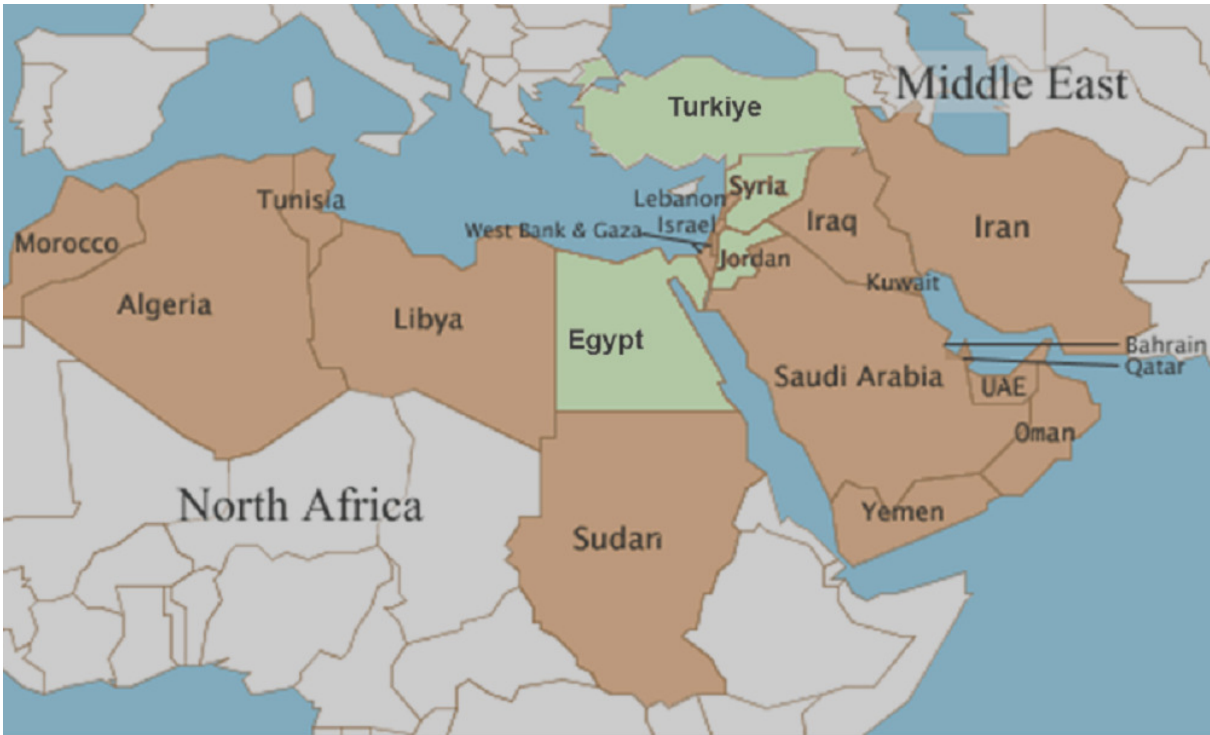 Middle East
Turkiye
Tunisia
Lebanon
Syria
Israel
West Bank & Gaza
Iraq
Iran
Morocco
Jordan
Kuwait
Algeria
Libya
Egypt
Bahrain
Qatar
Saudi Arabia
UAE
Oman
North Africa
Yemen
Sudan